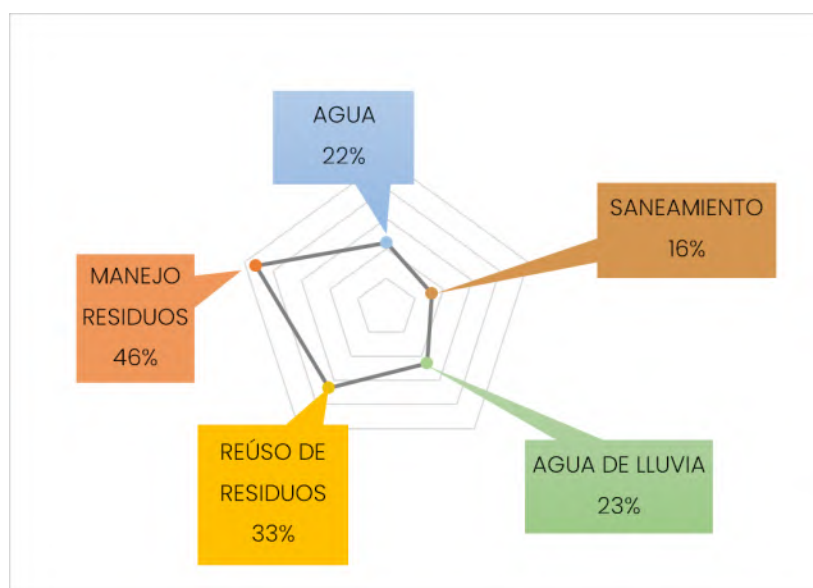 AGUA
22%
SANEAMIENTO
16%
MANEJO
RESIDUOS
46%
REÚSO DE
RESIDUOS
33%
AGUA DE LLUVIA
23%